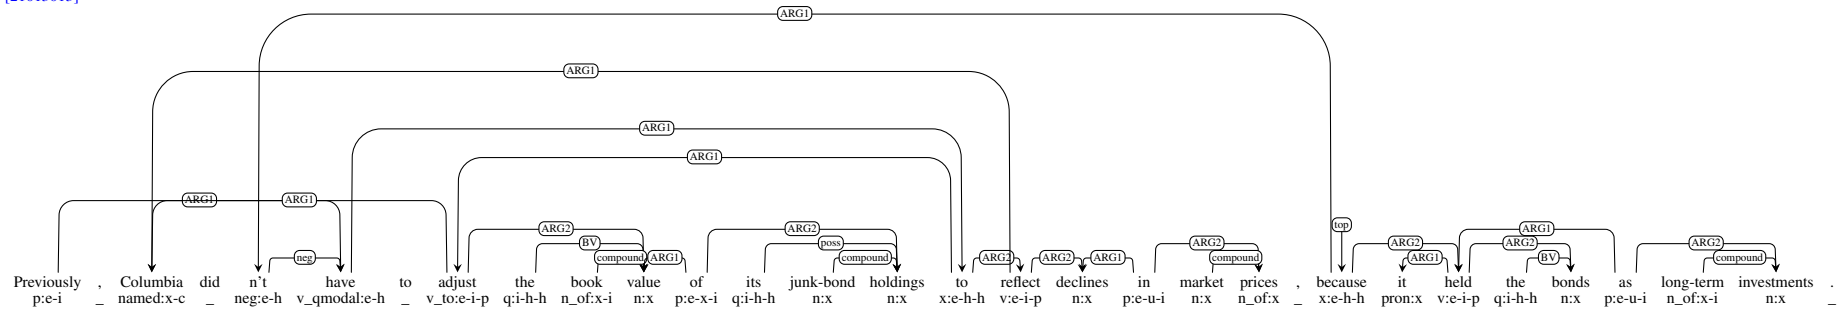 ARG1
ARG1
ARG1
ARG1
ARG1 ARG1
top
ARG2 ARG2 ARG1
BV poss ARG2 ARG2 ARG2 ARG2
neg compound ARG1 compound ARG2 ARG2 ARG1 compound ARG1 BV compound
Previously , Columbia did n't have to adjust the book value of its junk-bond holdings to reflect declines in market prices , because it held the bonds as long-term investments .
p:e-i _ named:x-c _ neg:e-h v_qmodal:e-h _ v_to:e-i-p q:i-h-h n_of:x-i n:x p:e-x-i q:i-h-h n:x n:x x:e-h-h v:e-i-p n:x p:e-u-i n:x n_of:x _ x:e-h-h pron:x v:e-i-p q:i-h-h n:x p:e-u-i n_of:x-i n:x _